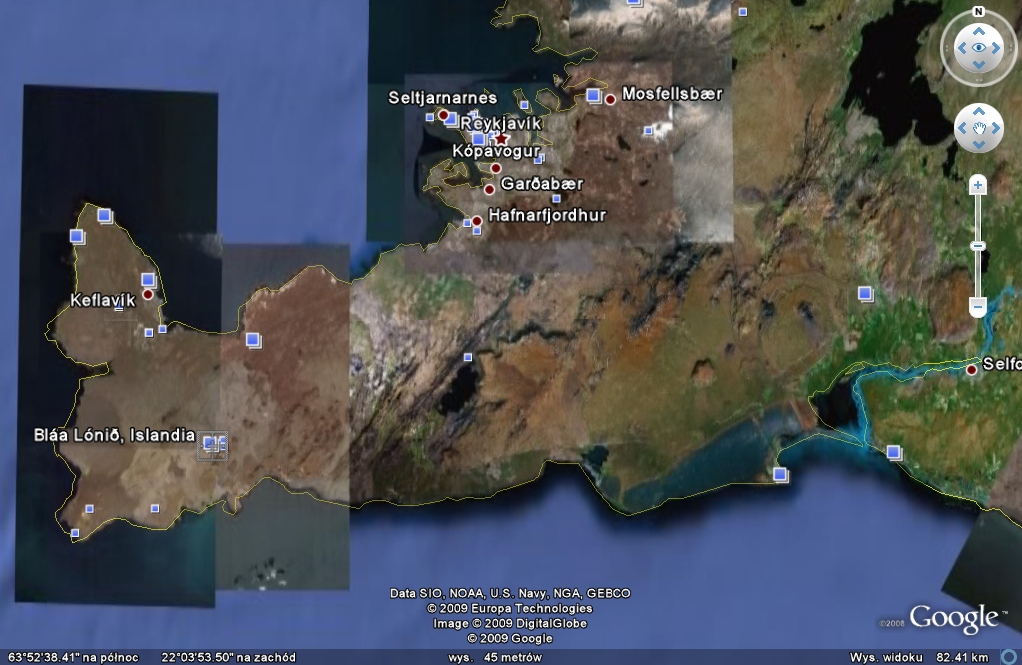 N
Seltjarnarnes
Mosfellsbær
Reykjavík
Kópavogur
Garðabær
Hafnarfjordhur
Keflavík
Selfo
Bláa Lónið, Islandia
Data SIO, NOAA, U.S. Navy, NGA, GEBCO
© 2009 Europa Technologies
Image © 2009 DigitalGlobe
© 2009 Google
©2008 Google™
63°52'38.41" na północ 22°03'53.50" na zachód wys. 45 metrów Wys. widoku 82.41 km